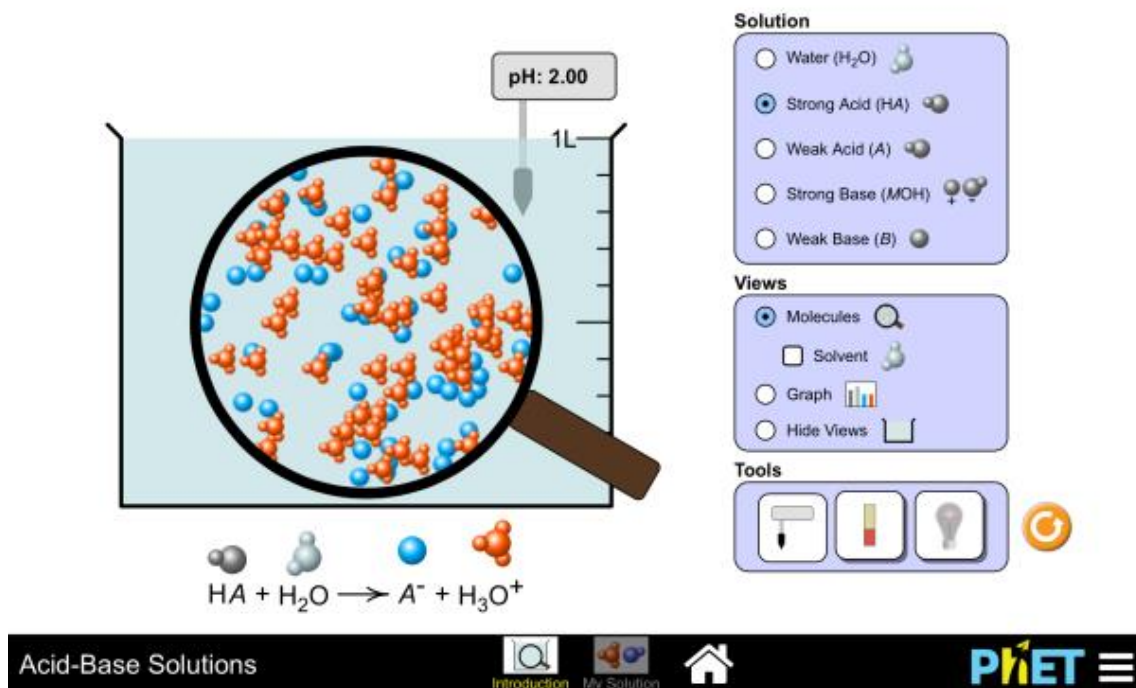 Solution
Water (H₂O)
Strong Acid (HA)
Weak Acid (A)
Strong Base (MOH)
Weak Base (B)
pH: 2.00
1L
Views
Molecules
Solvent
Graph
Hide Views
Tools
HA + H₂O → A⁻ + H₃O⁺
Acid-Base Solutions
Introduction
My Solution
PhET